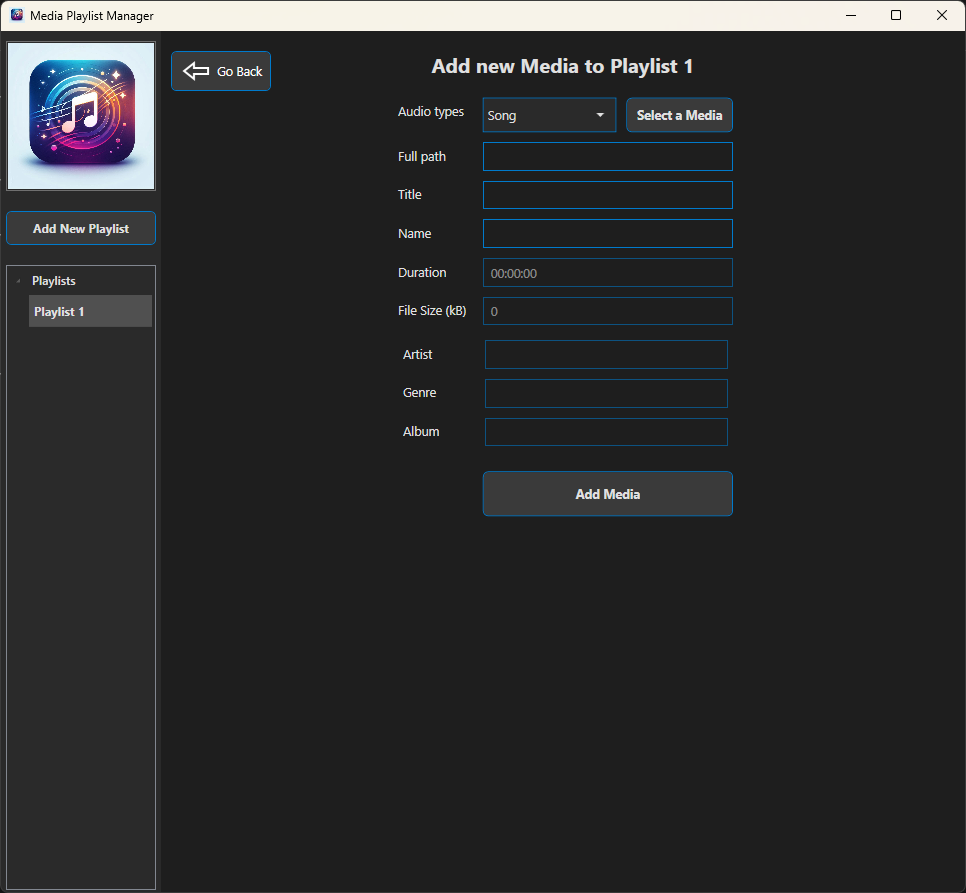 Media Playlist Manager
Go Back
Add new Media to Playlist 1
Audio types Song Select a Media
Full path
Title
Name
Duration 00:00:00
File Size (kB) 0
Artist
Genre
Album
Add Media
Add New Playlist
Playlists
Playlist 1